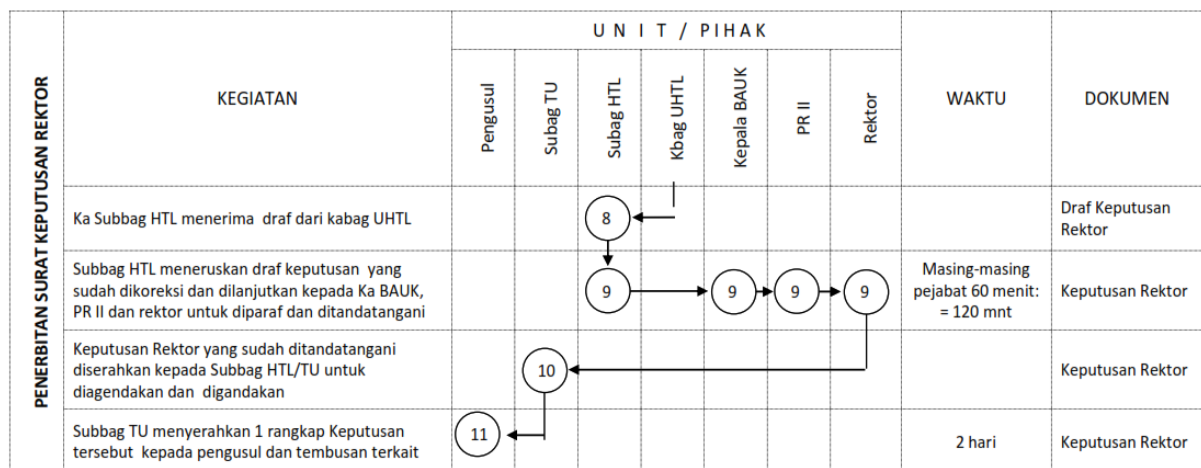 U N I T / PIHAK
PENERBITAN SURAT KEPUTUSAN REKTOR
KEGIATAN
Pengusul
Subag TU
Subag HTL
Kbag UHTL
Kepala BAUK
PR II
Rektor
WAKTU
DOKUMEN
Ka Subbag HTL menerima draf dari kabag UHTL
8
Draf Keputusan
Rektor
Subbag HTL meneruskan draf keputusan yang
sudah dikoreksi dan dilanjutkan kepada Ka BAUK,
PR II dan rektor untuk diparaf dan ditandatangani
9
9
9
9
Masing-masing
pejabat 60 menit:
= 120 mnt
Keputusan Rektor
Keputusan Rektor yang sudah ditandatangani
diserahkan kepada Subbag HTL/TU untuk
diagendakan dan digandakan
10
Keputusan Rektor
Subbag TU menyerahkan 1 rangkap Keputusan
tersebut kepada pengusul dan tembusan terkait
11
2 hari
Keputusan Rektor